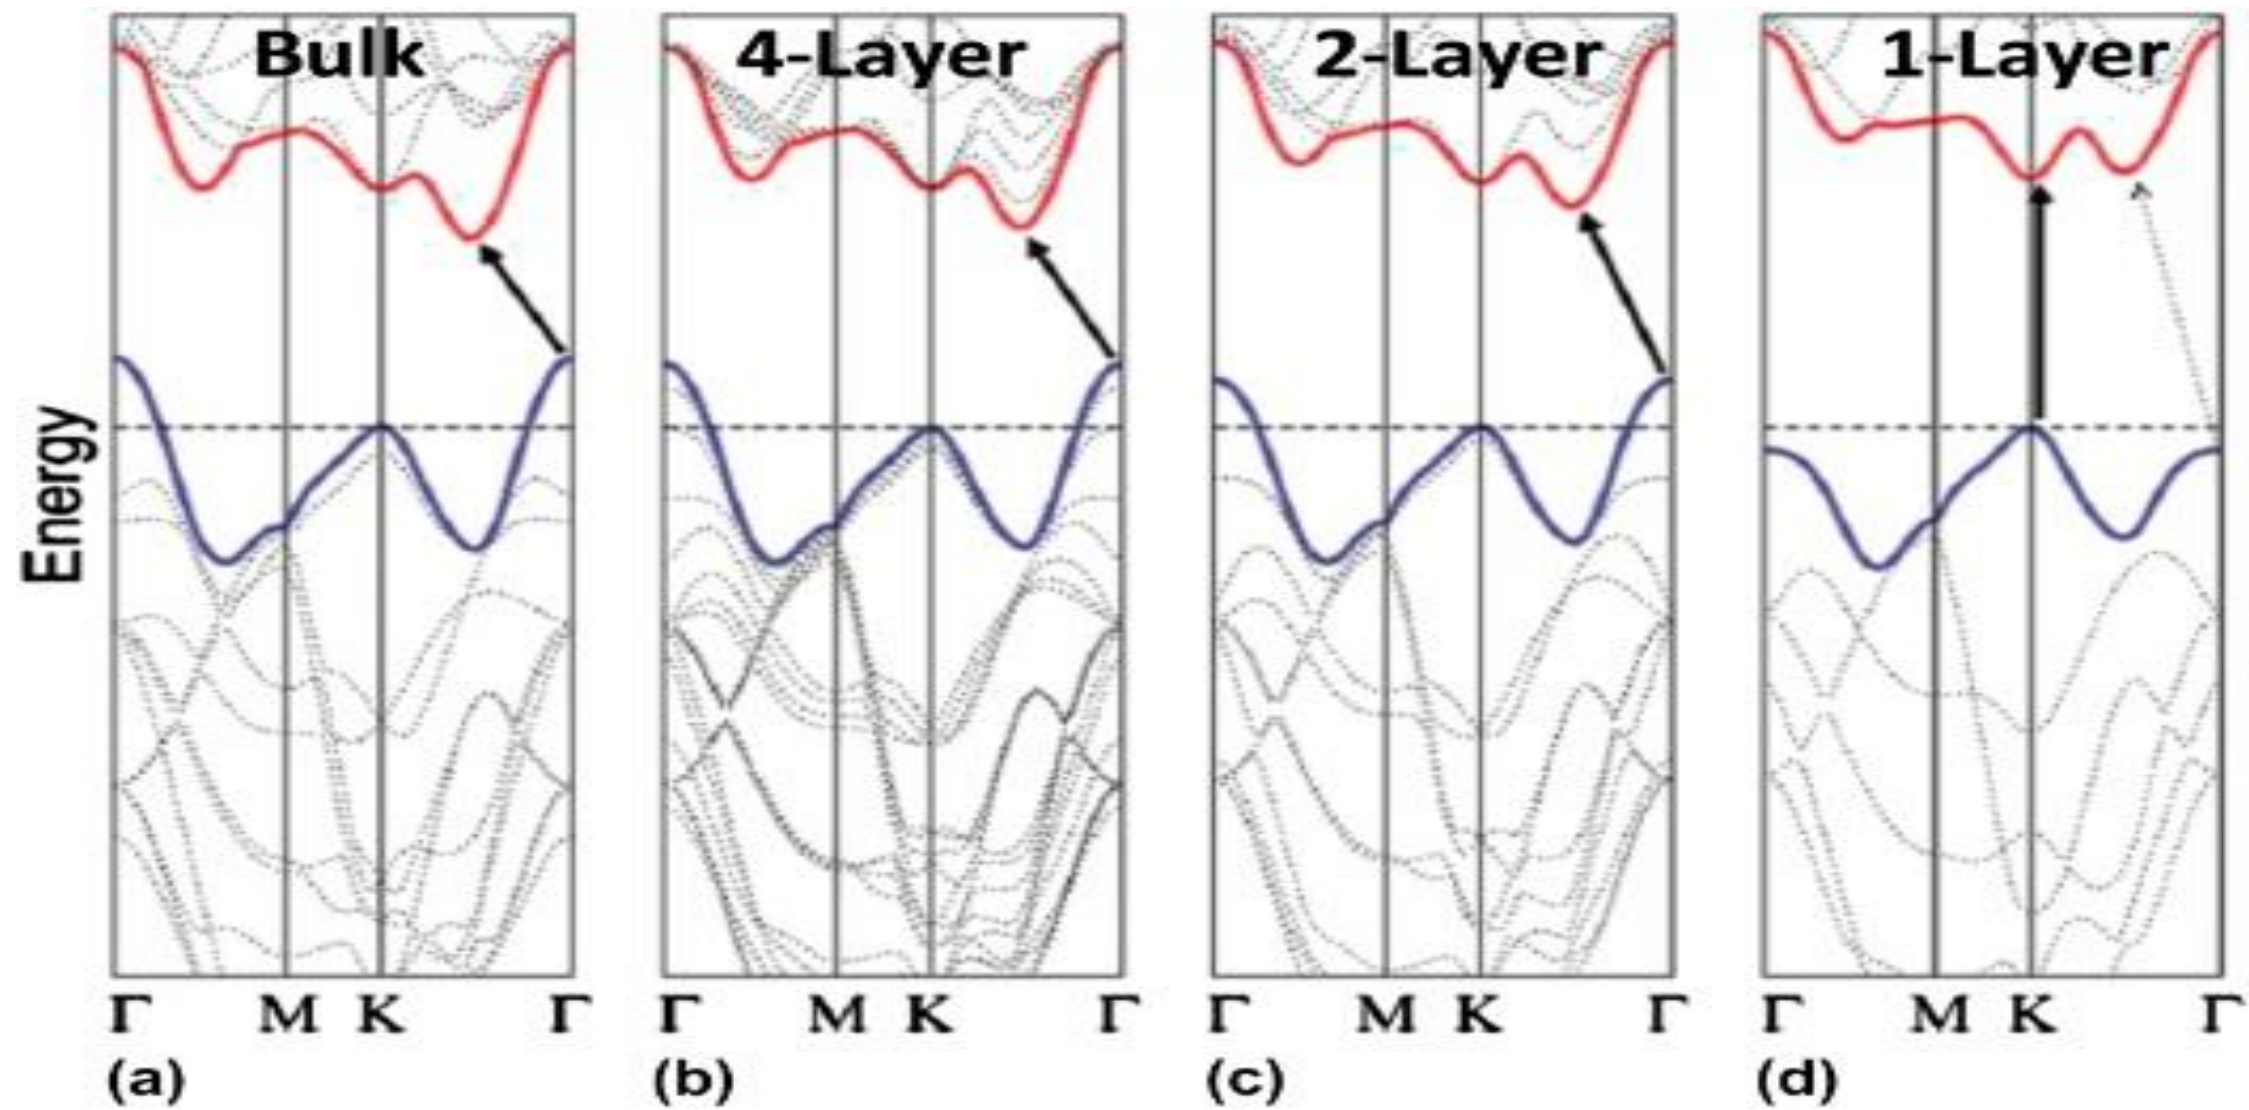 Bulk
4-Layer
2-Layer
1-Layer
Energy
Γ M K Γ
Γ M K Γ
Γ M K Γ
Γ M K Γ
(a)
(b)
(c)
(d)